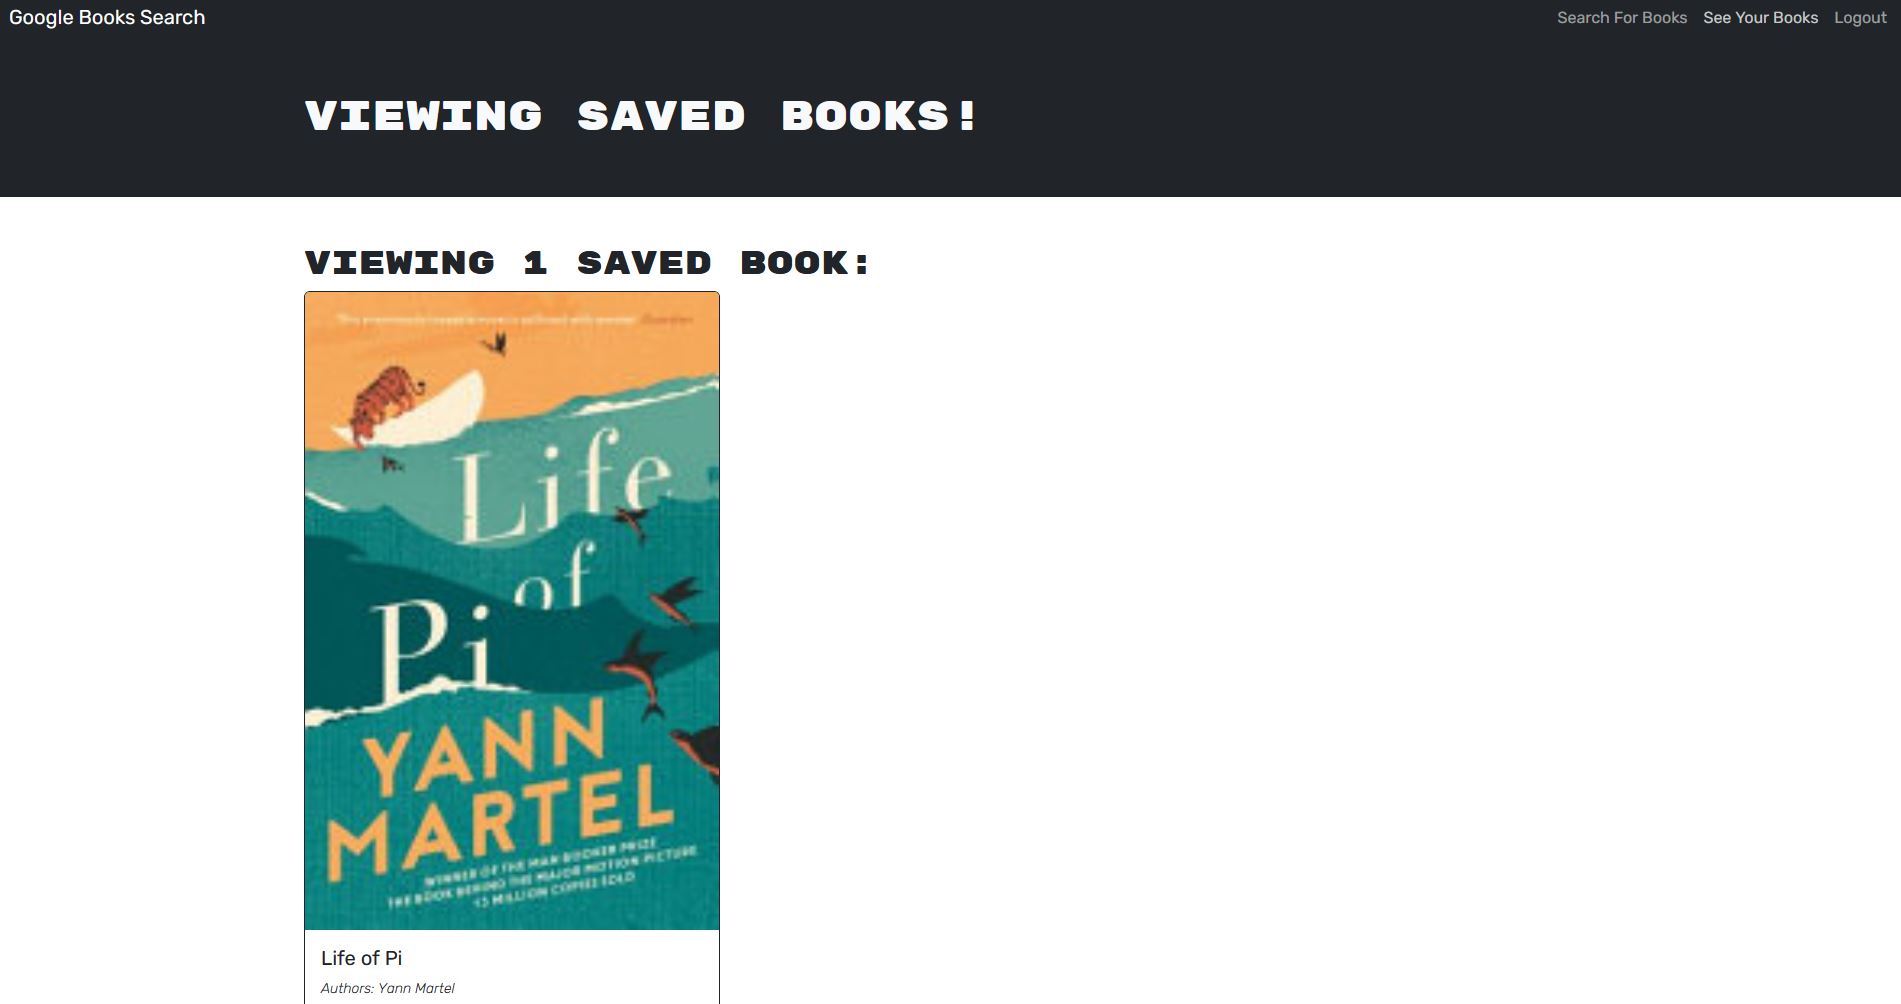 Google Books Search
Search For Books
See Your Books
Logout
VIEWING SAVED BOOKS!
VIEWING 1 SAVED BOOK:
Life
of
Pi
YANN
MARTEL
WINNER OF THE MAN BOOKER PRIZE
THE BOOK BEHIND THE MAJOR MOTION PICTURE
13 MILLION COPIES SOLD
Life of Pi
Authors: Yann Martel